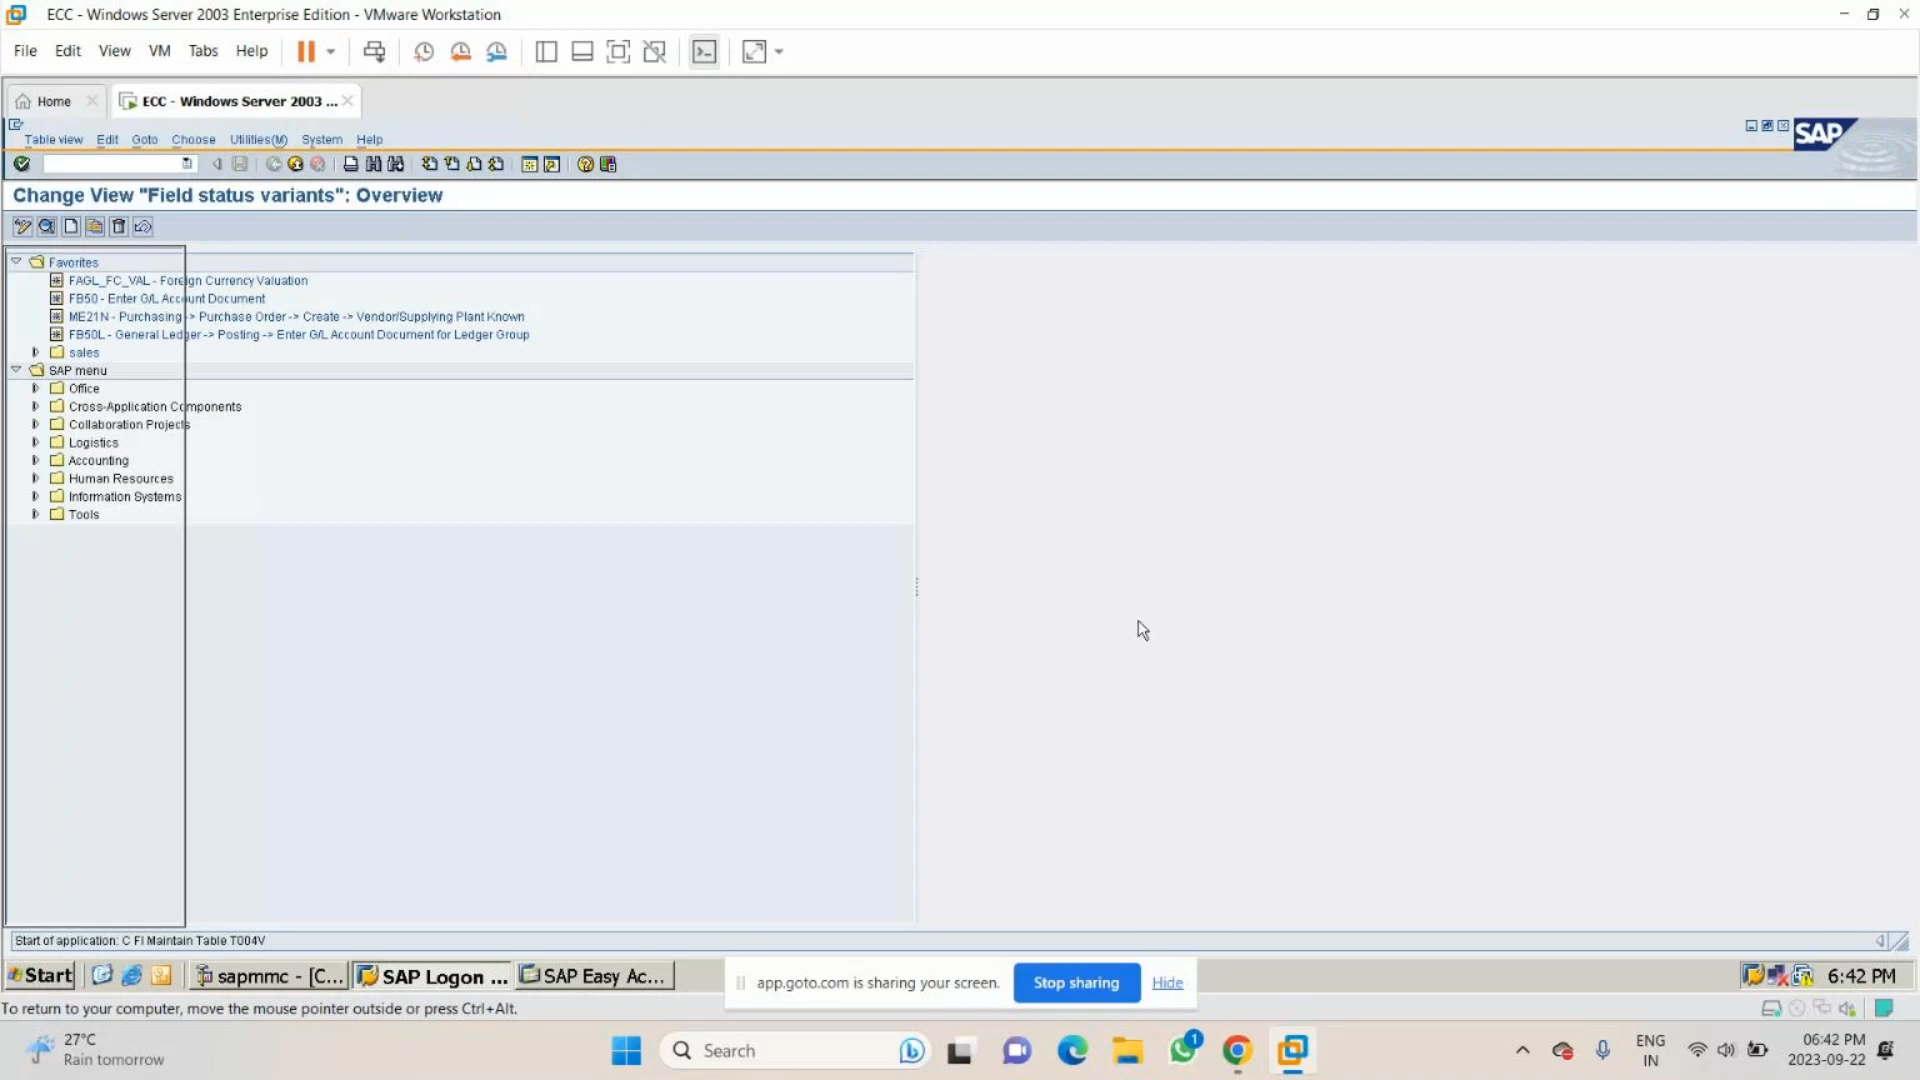 ECC - Windows Server 2003 Enterprise Edition - VMware Workstation
File Edit View VM Tabs Help
Home ECC - Windows Server 2003 ...
Table view Edit Goto Choose Utilities(M) System Help
SAP
Change View "Field status variants": Overview
Favorites
FAGL_FC_VAL - Foreign Currency Valuation
FB50 - Enter G/L Account Document
ME21N - Purchasing -> Purchase Order -> Create -> Vendor/Supplying Plant Known
FB50L - General Ledger -> Posting -> Enter G/L Account Document for Ledger Group
sales
SAP menu
Office
Cross-Application Components
Collaboration Projects
Logistics
Accounting
Human Resources
Information Systems
Tools
Start of application: C FI Maintain Table T004V
Start sapmmc - [C... SAP Logon ... SAP Easy Ac... 6:42 PM
app.goto.com is sharing your screen. Stop sharing Hide
To return to your computer, move the mouse pointer outside or press Ctrl+Alt.
27°C
Rain tomorrow
Search
1
ENG
IN
06:42 PM
2023-09-22